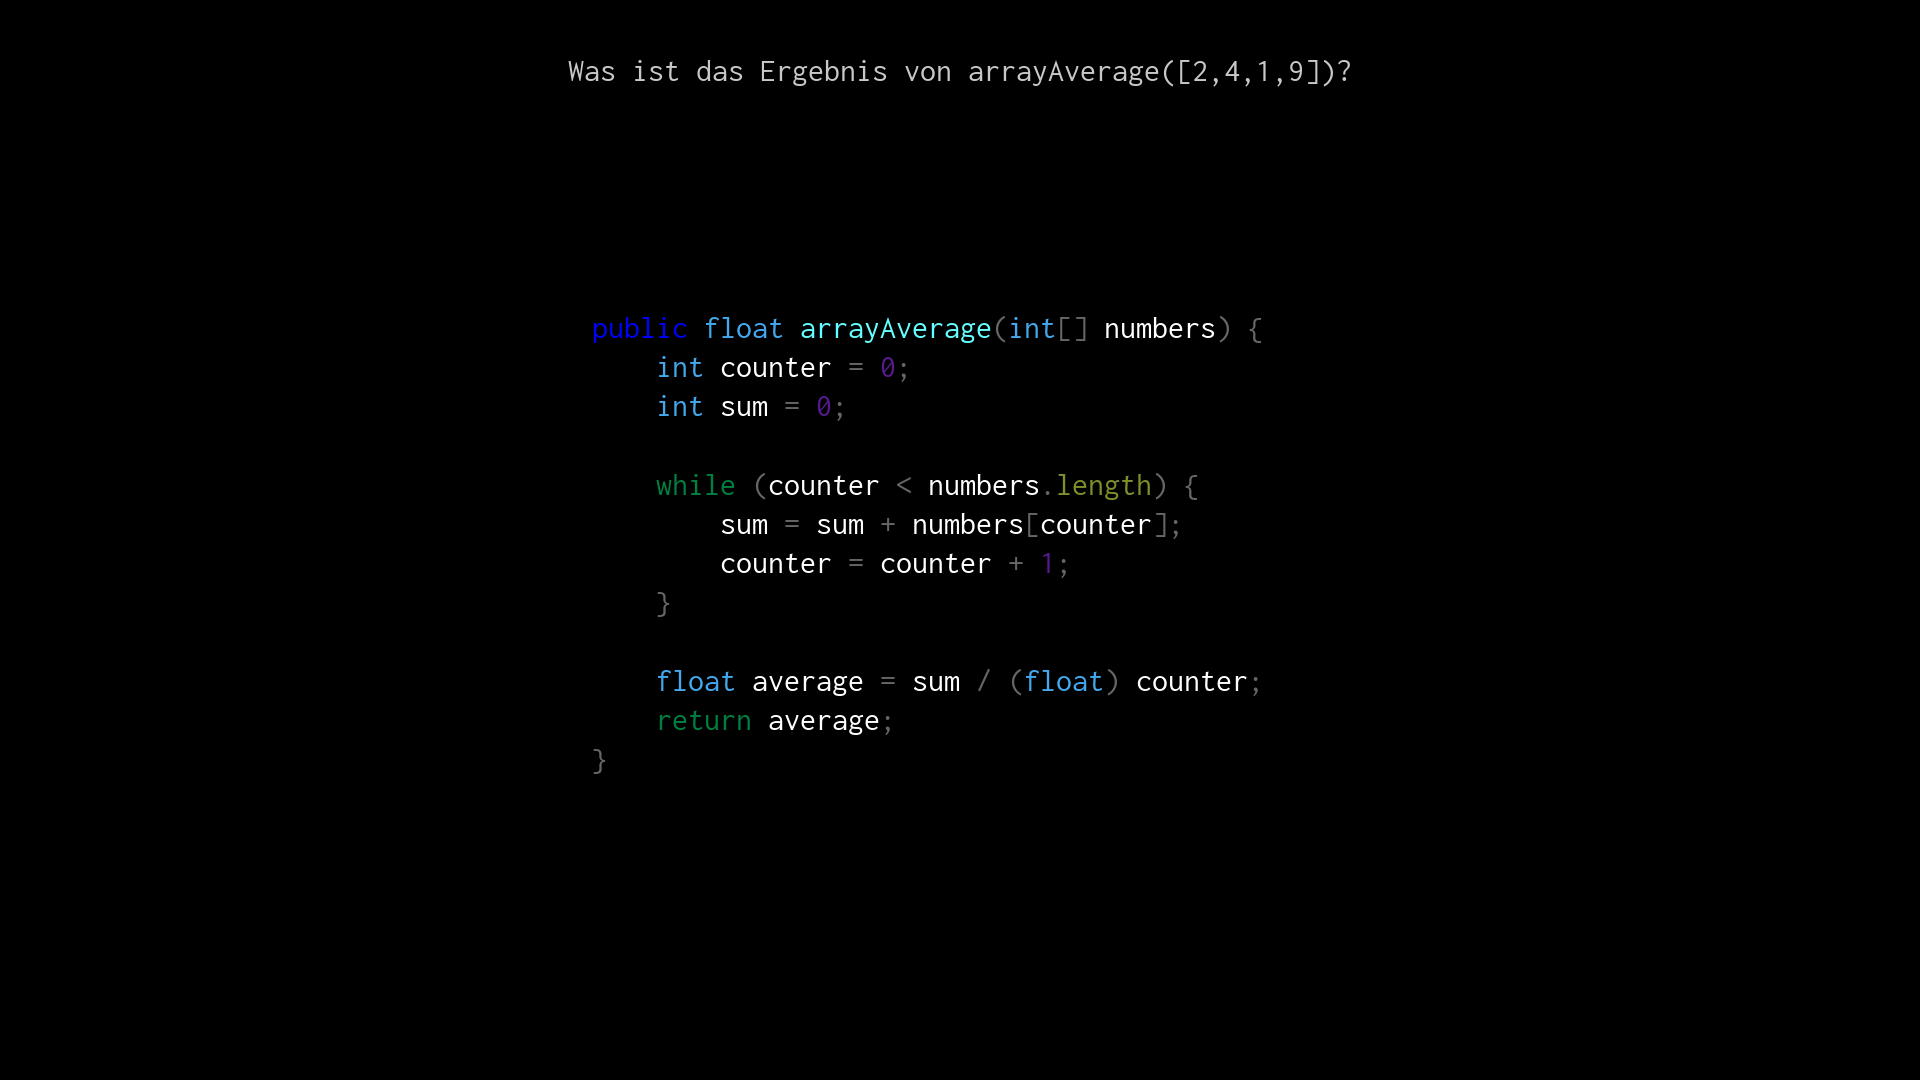 Was ist das Ergebnis von arrayAverage([2,4,1,9])?
public float arrayAverage(int[] numbers) {
    int counter = 0;
    int sum = 0;
    while (counter < numbers.length) {
        sum = sum + numbers[counter];
        counter = counter + 1;
    }
    float average = sum / (float) counter;
    return average;
}